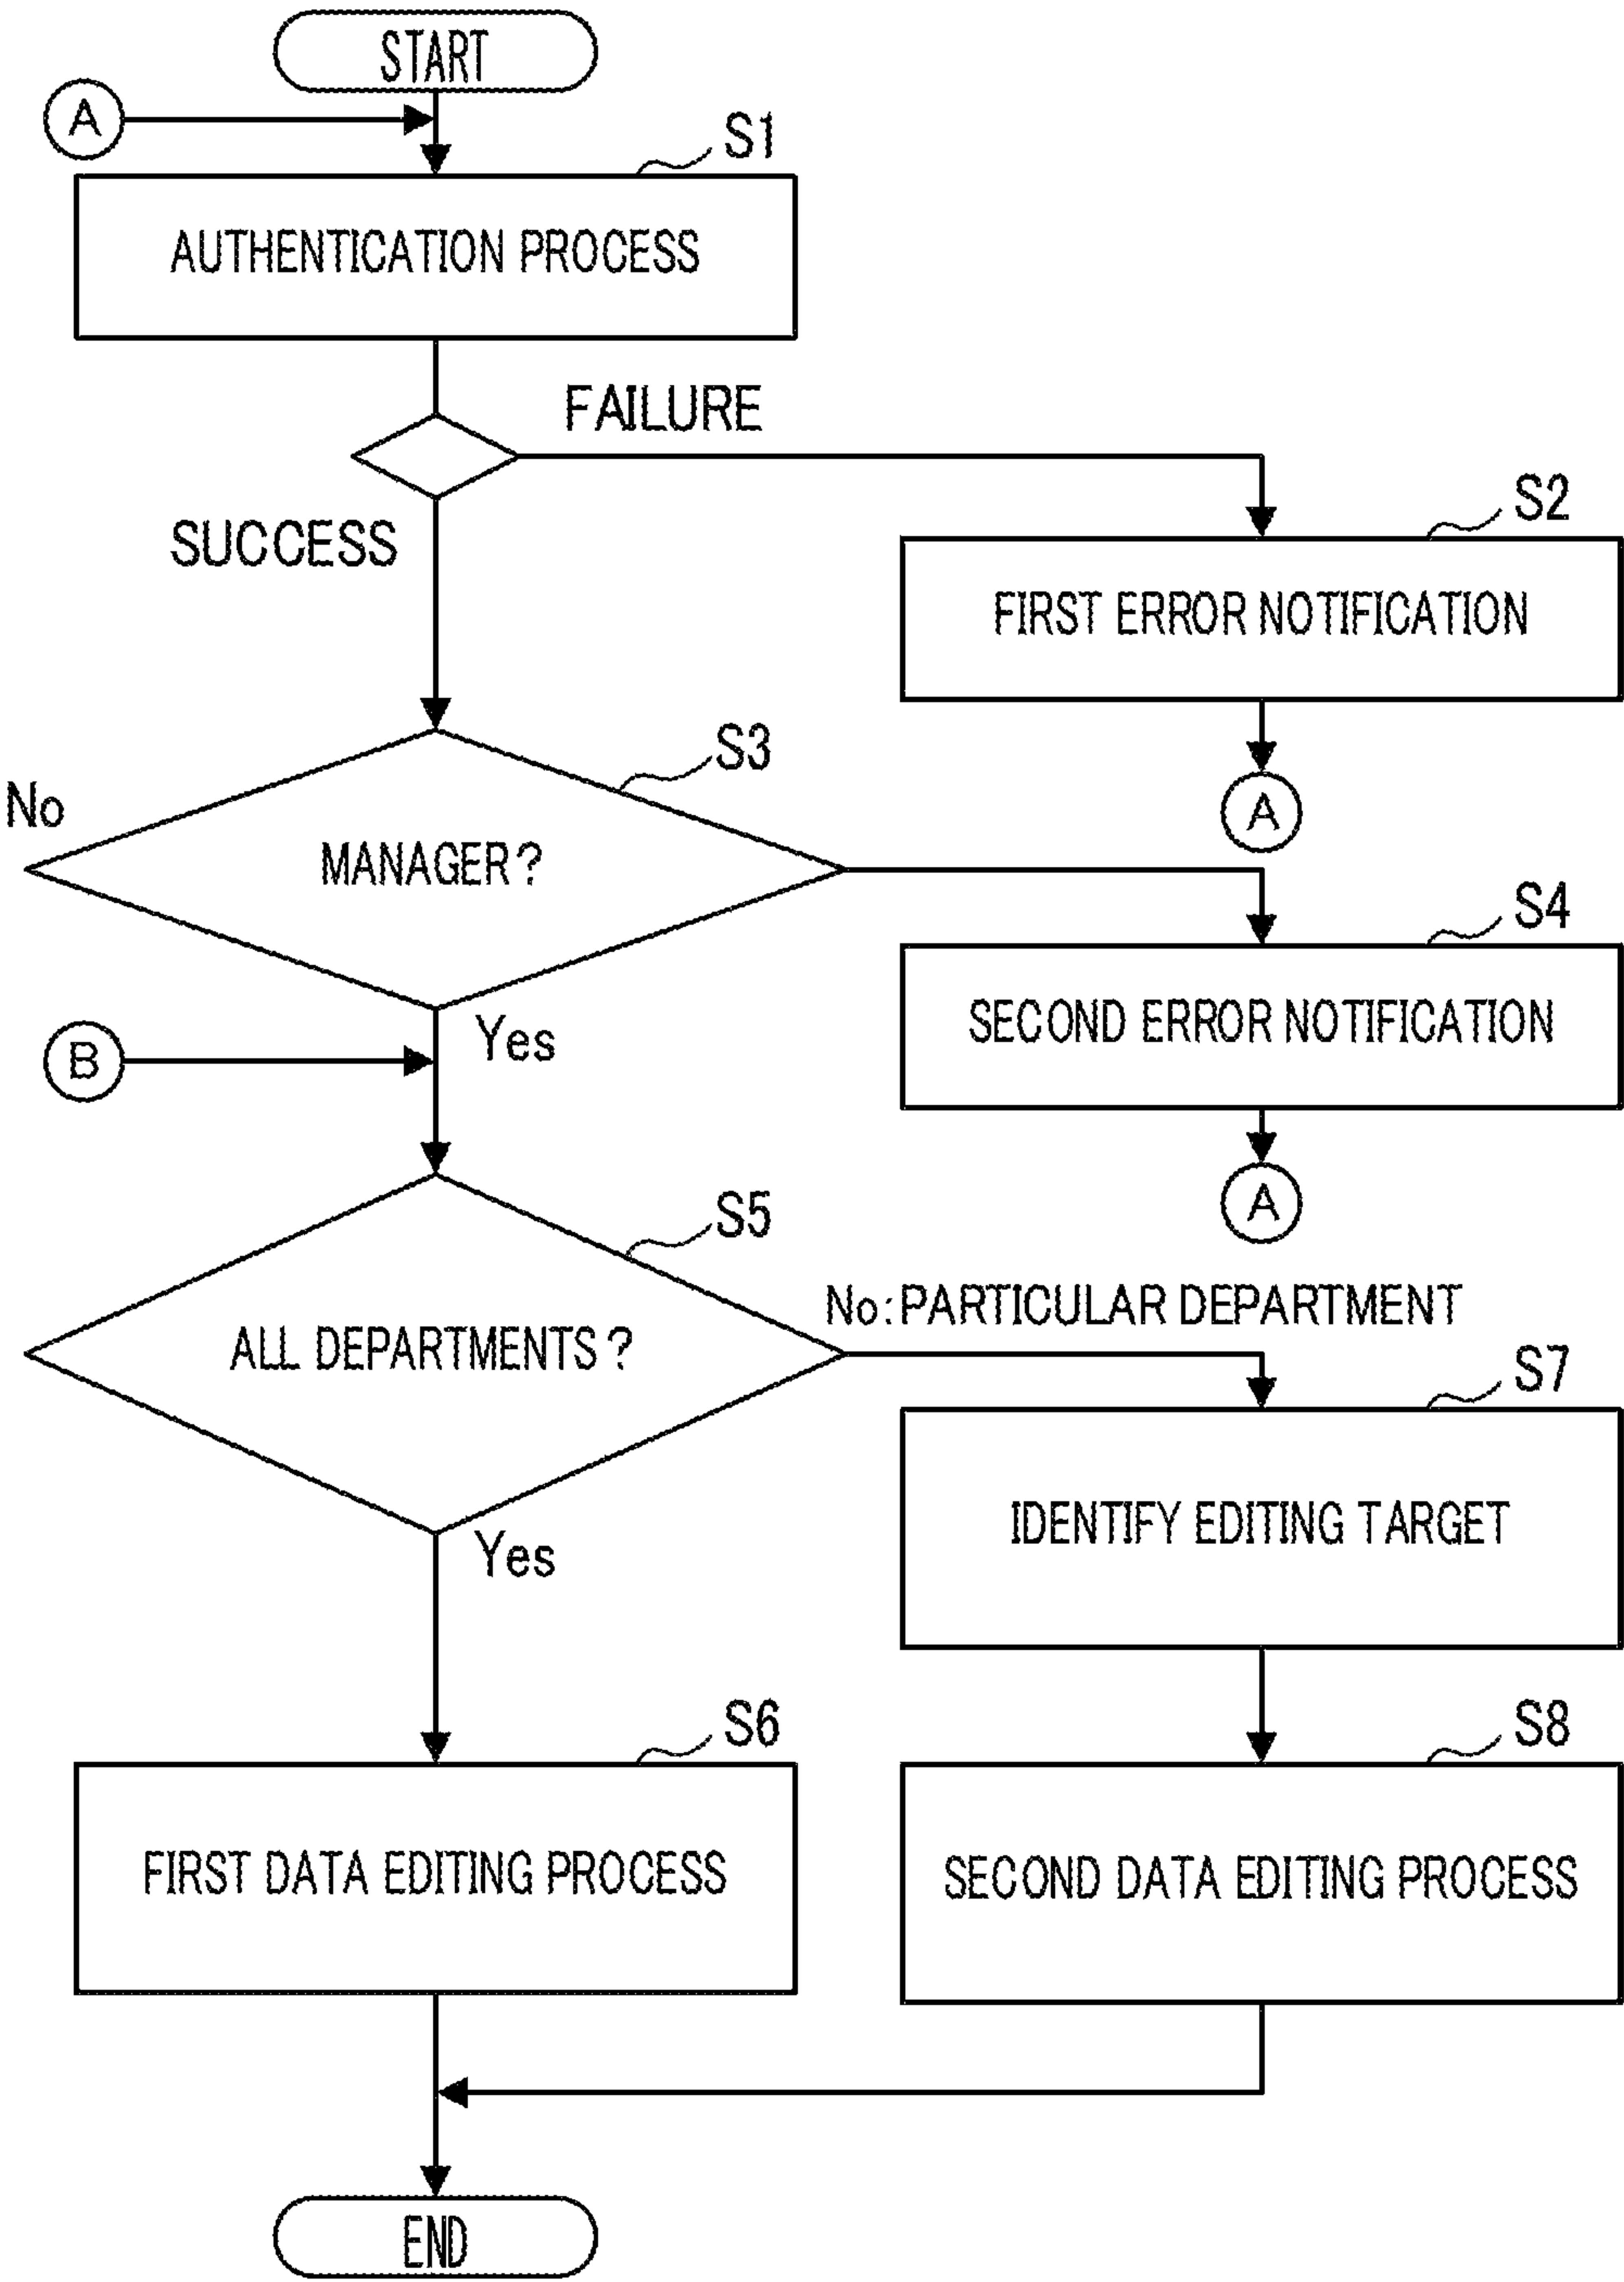 START
A
S1
AUTHENTICATION PROCESS
FAILURE
SUCCESS
S2
FIRST ERROR NOTIFICATION
A
S3
No
MANAGER?
S4
SECOND ERROR NOTIFICATION
A
Yes
B
S5
ALL DEPARTMENTS?
No:PARTICULAR DEPARTMENT
S7
IDENTIFY EDITING TARGET
Yes
S6
FIRST DATA EDITING PROCESS
S8
SECOND DATA EDITING PROCESS
END